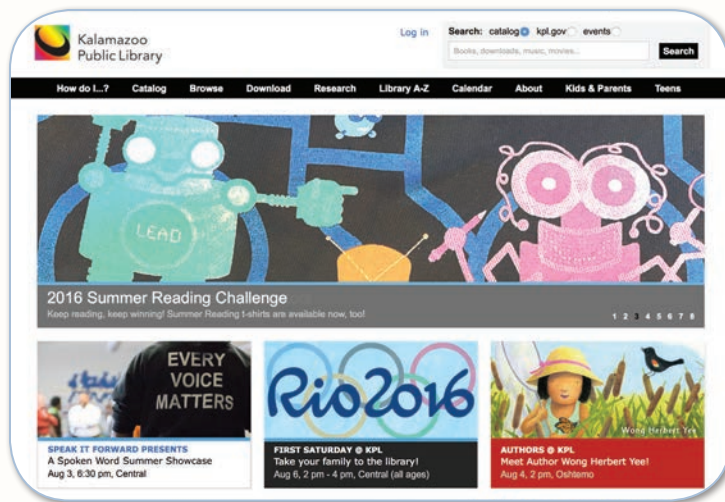 Kalamazoo
Public Library
Log in
Search: catalog kpl.gov events
Books, downloads, music, movies...
Search
How do I...? Catalog Browse Download Research Library A-Z Calendar About Kids & Parents Teens
LEAD
2016 Summer Reading Challenge
Keep reading, keep winning! Summer Reading t-shirts are available now, too!
1 2 3 4 5 6 7 8
EVERY
VOICE
MATTERS
SPEAK IT FORWARD PRESENTS
A Spoken Word Summer Showcase
Aug 3, 6:30 pm, Central
Rio2016
FIRST SATURDAY @ KPL
Take your family to the library!
Aug 6, 2 pm - 4 pm, Central (all ages)
Wong Herbert Yee
AUTHORS @ KPL
Meet Author Wong Herbert Yee!
Aug 4, 2 pm, Oshtemo